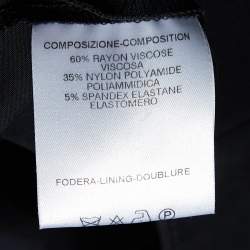 COMPOSIZIONE-COMPOSITION
60% RAYON VISCOSE
VISCOSA
35% NYLON POLYAMIDE
POLIAMMIDICA
5% SPANDEX ELASTANE
ELASTOMERO
FODERA-LINING-DOUBLURE
P